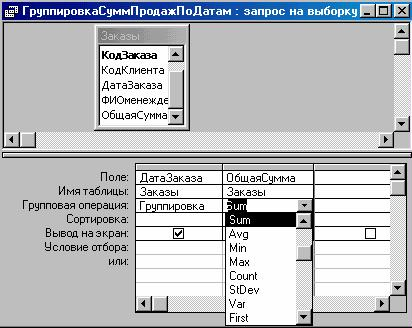 ГруппировкаСуммПродажПоДатам : запрос на выборку
Заказы
КодЗаказа
КодКлиента
ДатаЗаказа
ФИОменежде
ОбщаяСумма
Поле: ДатаЗаказа ОбщаяСумма
Имя таблицы: Заказы Заказы
Групповая операция: Группировка Sum
Сортировка: Sum
Вывод на экран: Avg
Условие отбора: Min
или: Max
Count
StDev
Var
First